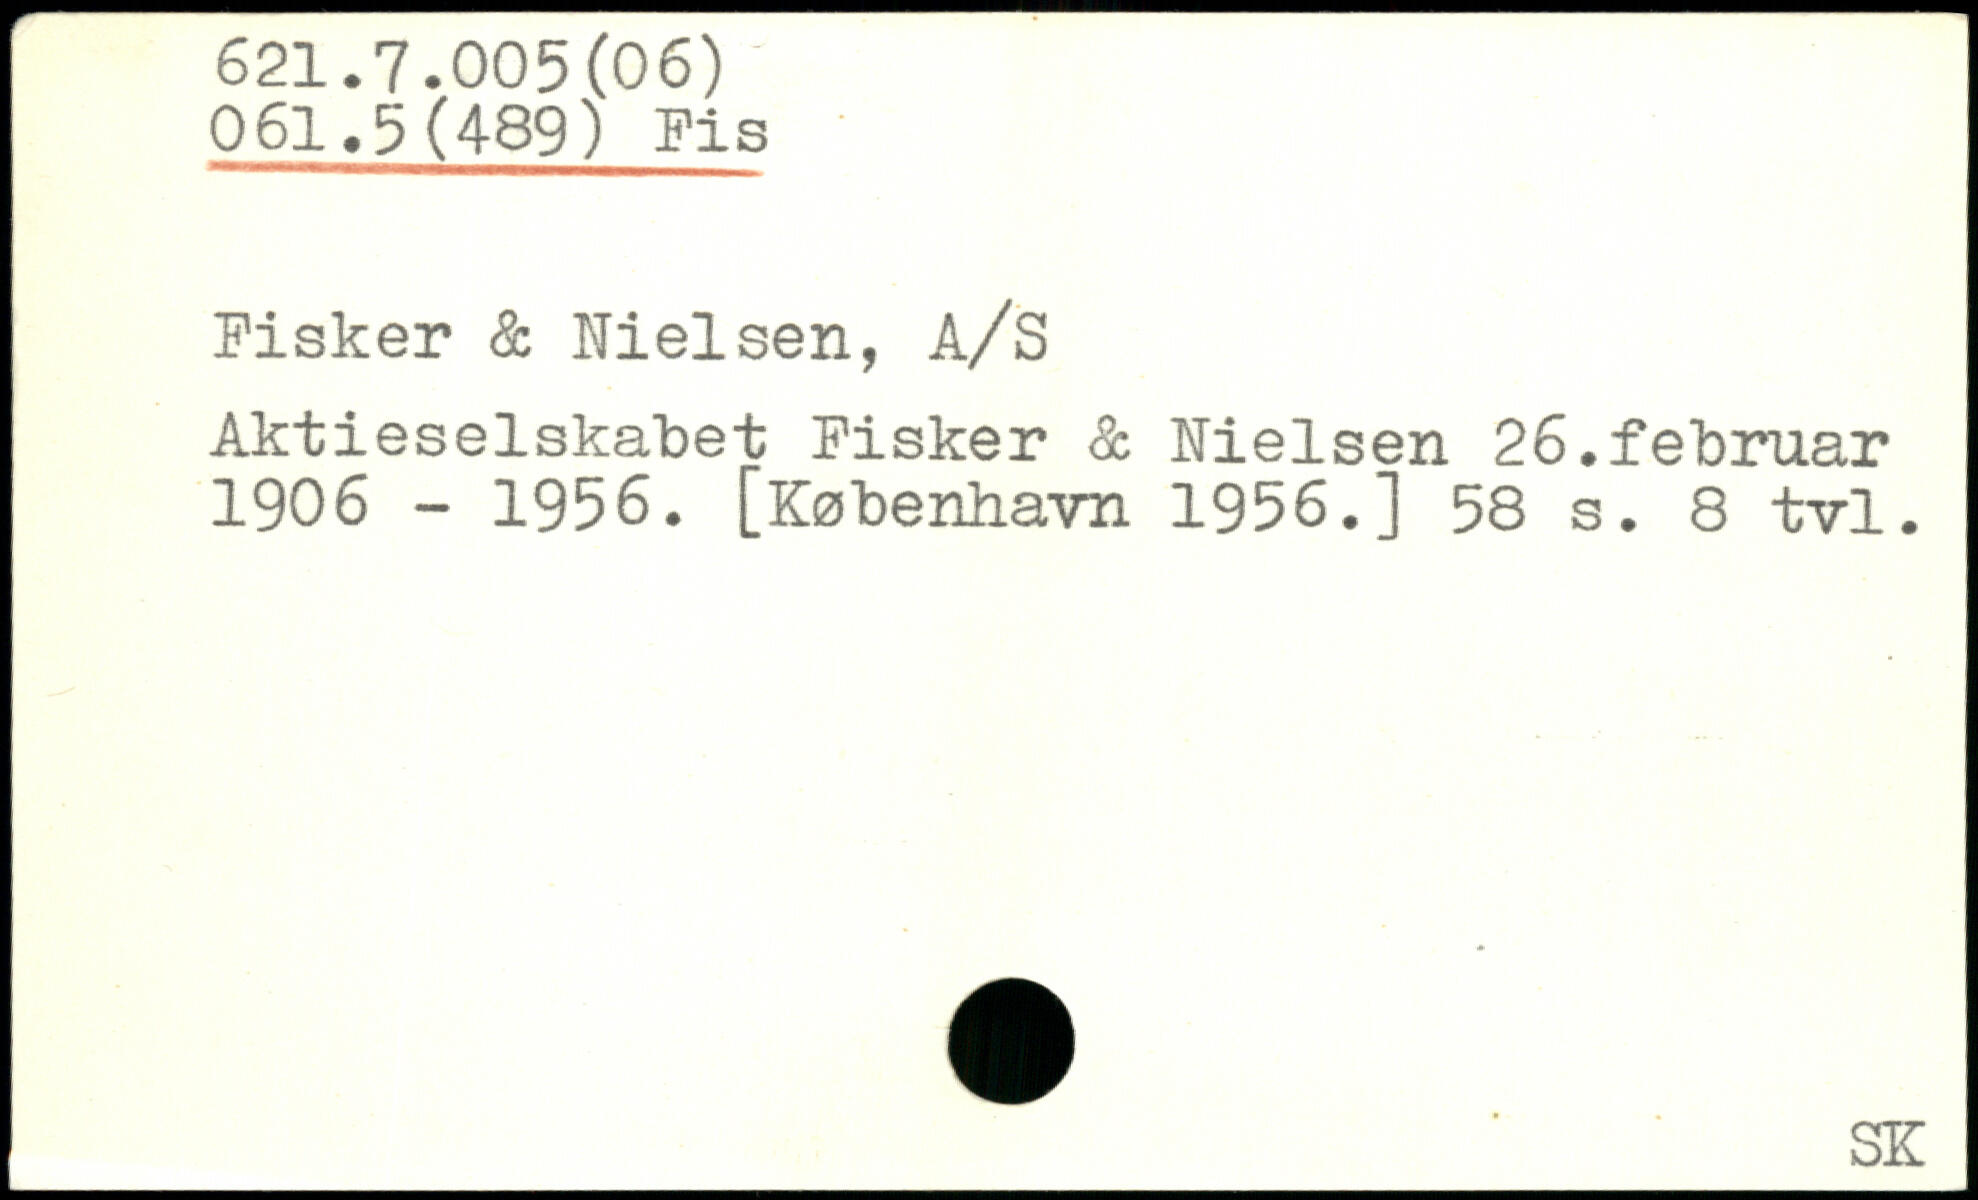 621.7.005(06)
061.5(489) Fis
Fisker & Nielsen, A/S
Aktieselskabet Fisker & Nielsen 26.februar
1906 - 1956. [København 1956.] 58 s. 8 tvl.
SK